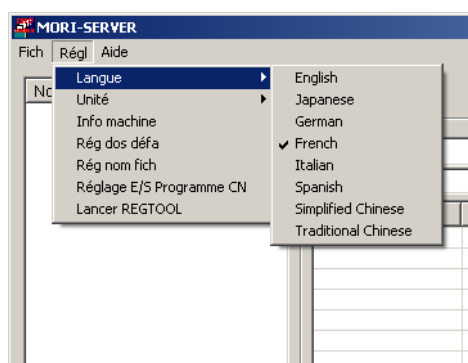 MORI-SERVER
Fich Régl Aide
No
Langue
Unité
Info machine
Rég dos défa
Rég nom fich
Réglage E/S Programme CN
Lancer REGTOOL
English
Japanese
German
French
Italian
Spanish
Simplified Chinese
Traditional Chinese